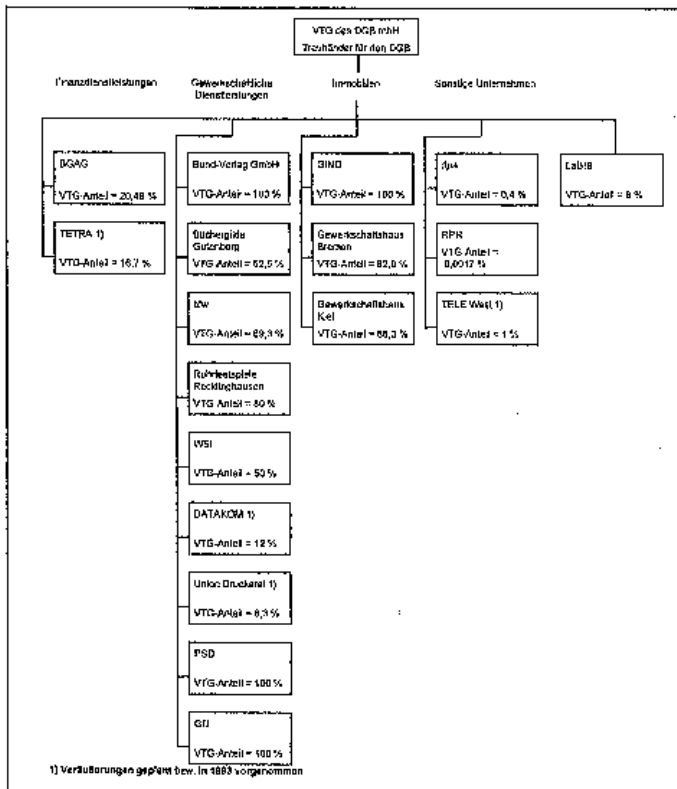 VTG des DGB mbH
Treuhänder für den DGB
Finanzdienstleistungen
Gewerkschaftliche
Dienstleistungen
Immobilien
Sonstige Unternehmen
BGAG
VTG-Anteil = 20,48 %
TETRA 1)
VTG-Anteil = 16,7 %
Bund-Verlag GmbH
VTG-Anteil = 100 %
Büchergilde
Gutenberg
VTG-Anteil = 62,5 %
bfw
VTG-Anteil = 89,3 %
Ruhrfestspiele
Recklinghausen
VTG-Anteil = 50 %
WSI
VTG-Anteil = 50 %
DATAKOM 1)
VTG-Anteil = 12 %
Union Druckerei 1)
VTG-Anteil = 8,3 %
PSD
VTG-Anteil = 100 %
VTG-Anteil = 100 %
VTG-Anteil = 100 %
Gewerkschaftshaus
Bremen
VTG-Anteil = 82,0 %
Gewerkschaftshaus
Kiel
VTG-Anteil = 66,3 %
dpa
VTG-Anteil = 0,4 %
RPR
VTG-Anteil =
0,0017 %
TELE West 1)
VTG-Anteil = 1 %
VTG-Anteil = 8 %
1) Veräußerungen geplant bzw. in 1993 vorgenommen